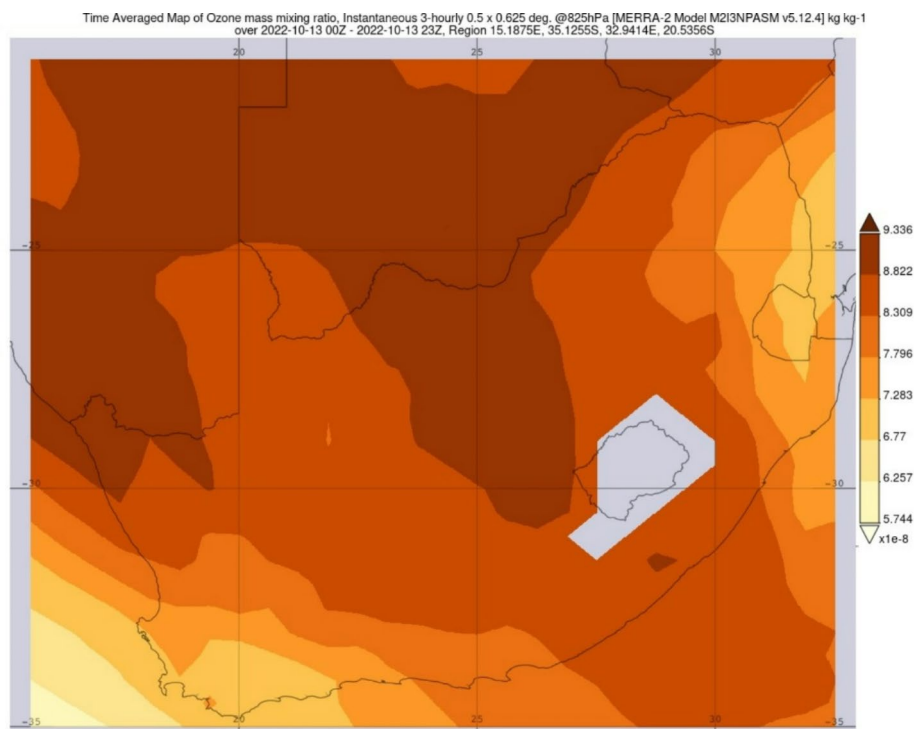 Time Averaged Map of Ozone mass mixing ratio, Instantaneous 3-hourly 0.5 x 0.625 deg. @825hPa [MERRA-2 Model M2I3NPASM v5.12.4] kg kg-1
over 2022-10-13 00Z - 2022-10-13 23Z, Region 15.1875E, 35.1255S, 32.9414E, 20.5356S
20 25 30
-25 -25
-30 -30
-35 -35
20 25 30
9.336
8.822
8.309
7.796
7.283
6.77
6.257
5.744
x1e-8